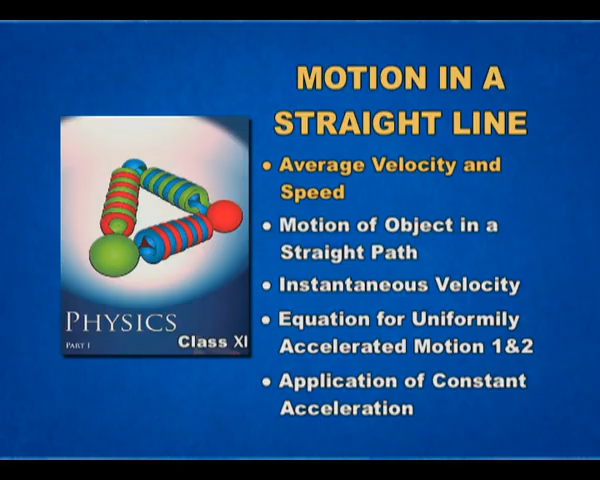 MOTION IN A
STRAIGHT LINE
• Average Velocity and
Speed
• Motion of Object in a
Straight Path
• Instantaneous Velocity
• Equation for Uniformily
Accelerated Motion 1&2
• Application of Constant
Acceleration
PHYSICS
PART I
Class XI